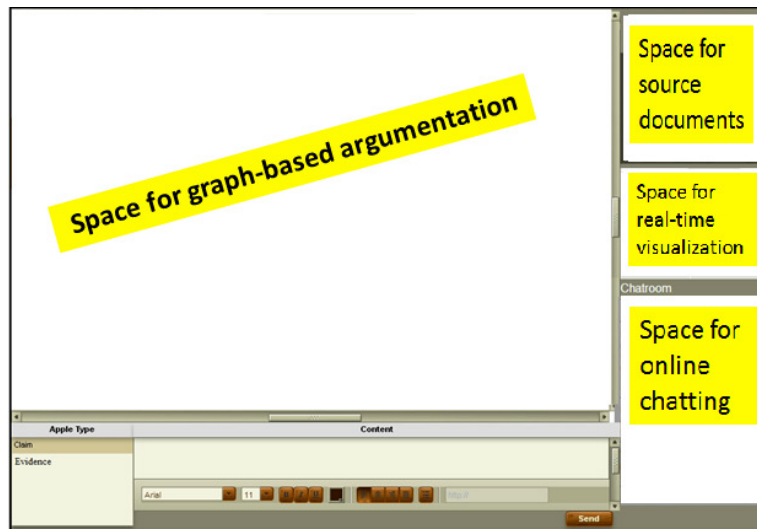 Space for graph-based argumentation
Space for
source
documents
Space for
real-time
visualization
Chatroom
Space for
online
chatting
Apple Type
Content
Claim
Evidence
Arial
11
B I U
http://
Send